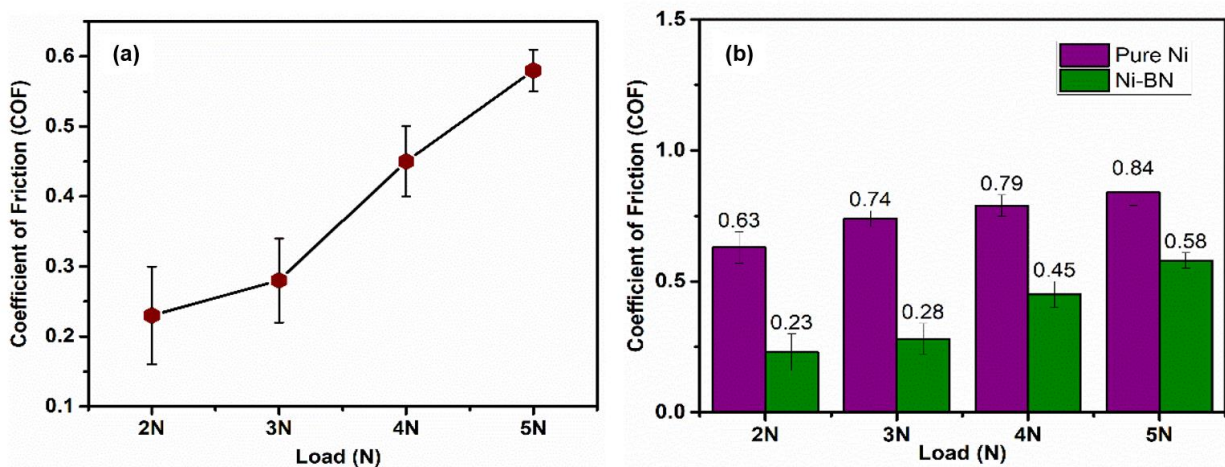 (a)
Coefficient of Friction (COF)
0.6
0.5
0.4
0.3
0.2
0.1
2N 3N 4N 5N
Load (N)
(b)
Pure Ni
Ni-BN
Coefficient of Friction (COF)
1.5
1.0
0.5
0.0
0.63 0.74 0.79 0.84
0.23 0.28 0.45 0.58
2N 3N 4N 5N
Load (N)